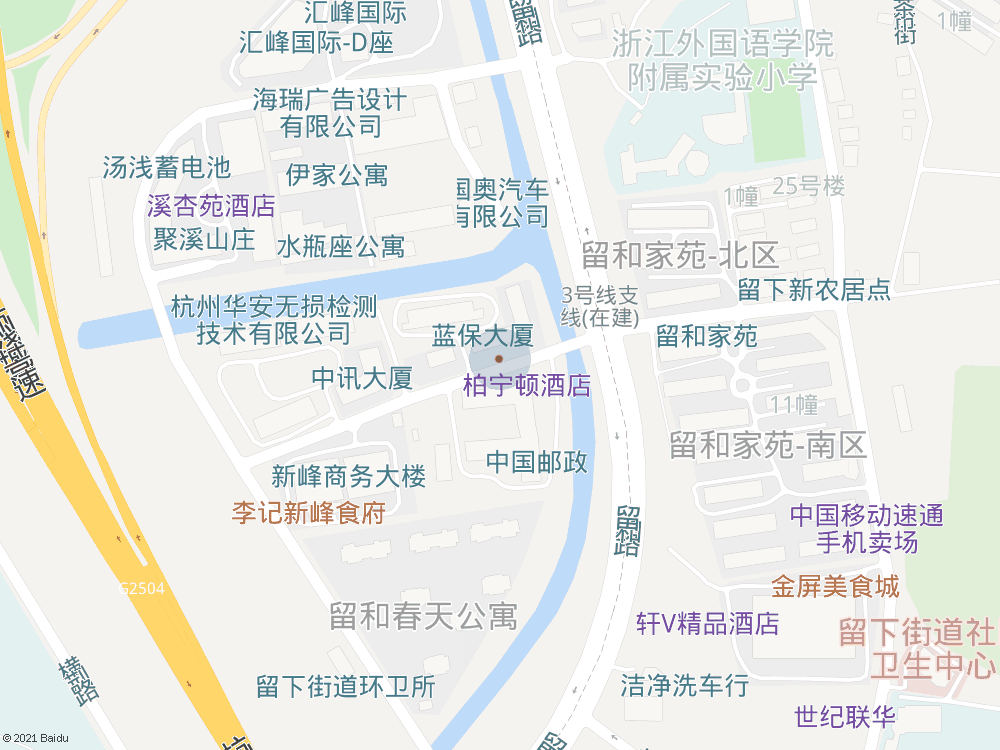 汇峰国际
汇峰国际-D座
浙江外国语学院
附属实验小学
1幢
海瑞广告设计
有限公司
汤浅蓄电池
伊家公寓
国奥汽车
有限公司
溪杏苑酒店
1幢
25号楼
聚溪山庄
水瓶座公寓
留和家苑-北区
杭州华安无损检测
技术有限公司
3号线支
线(在建)
留下新农居点
蓝保大厦
留和家苑
中讯大厦
柏宁顿酒店
11幢
留和家苑-南区
新峰商务大楼
中国邮政
李记新峰食府
中国移动速通
手机卖场
G2504
金屏美食城
留和春天公寓
轩V精品酒店
留下街道社
卫生中心
横路
留下街道环卫所
洁净洗车行
世纪联华
© 2021 Baidu